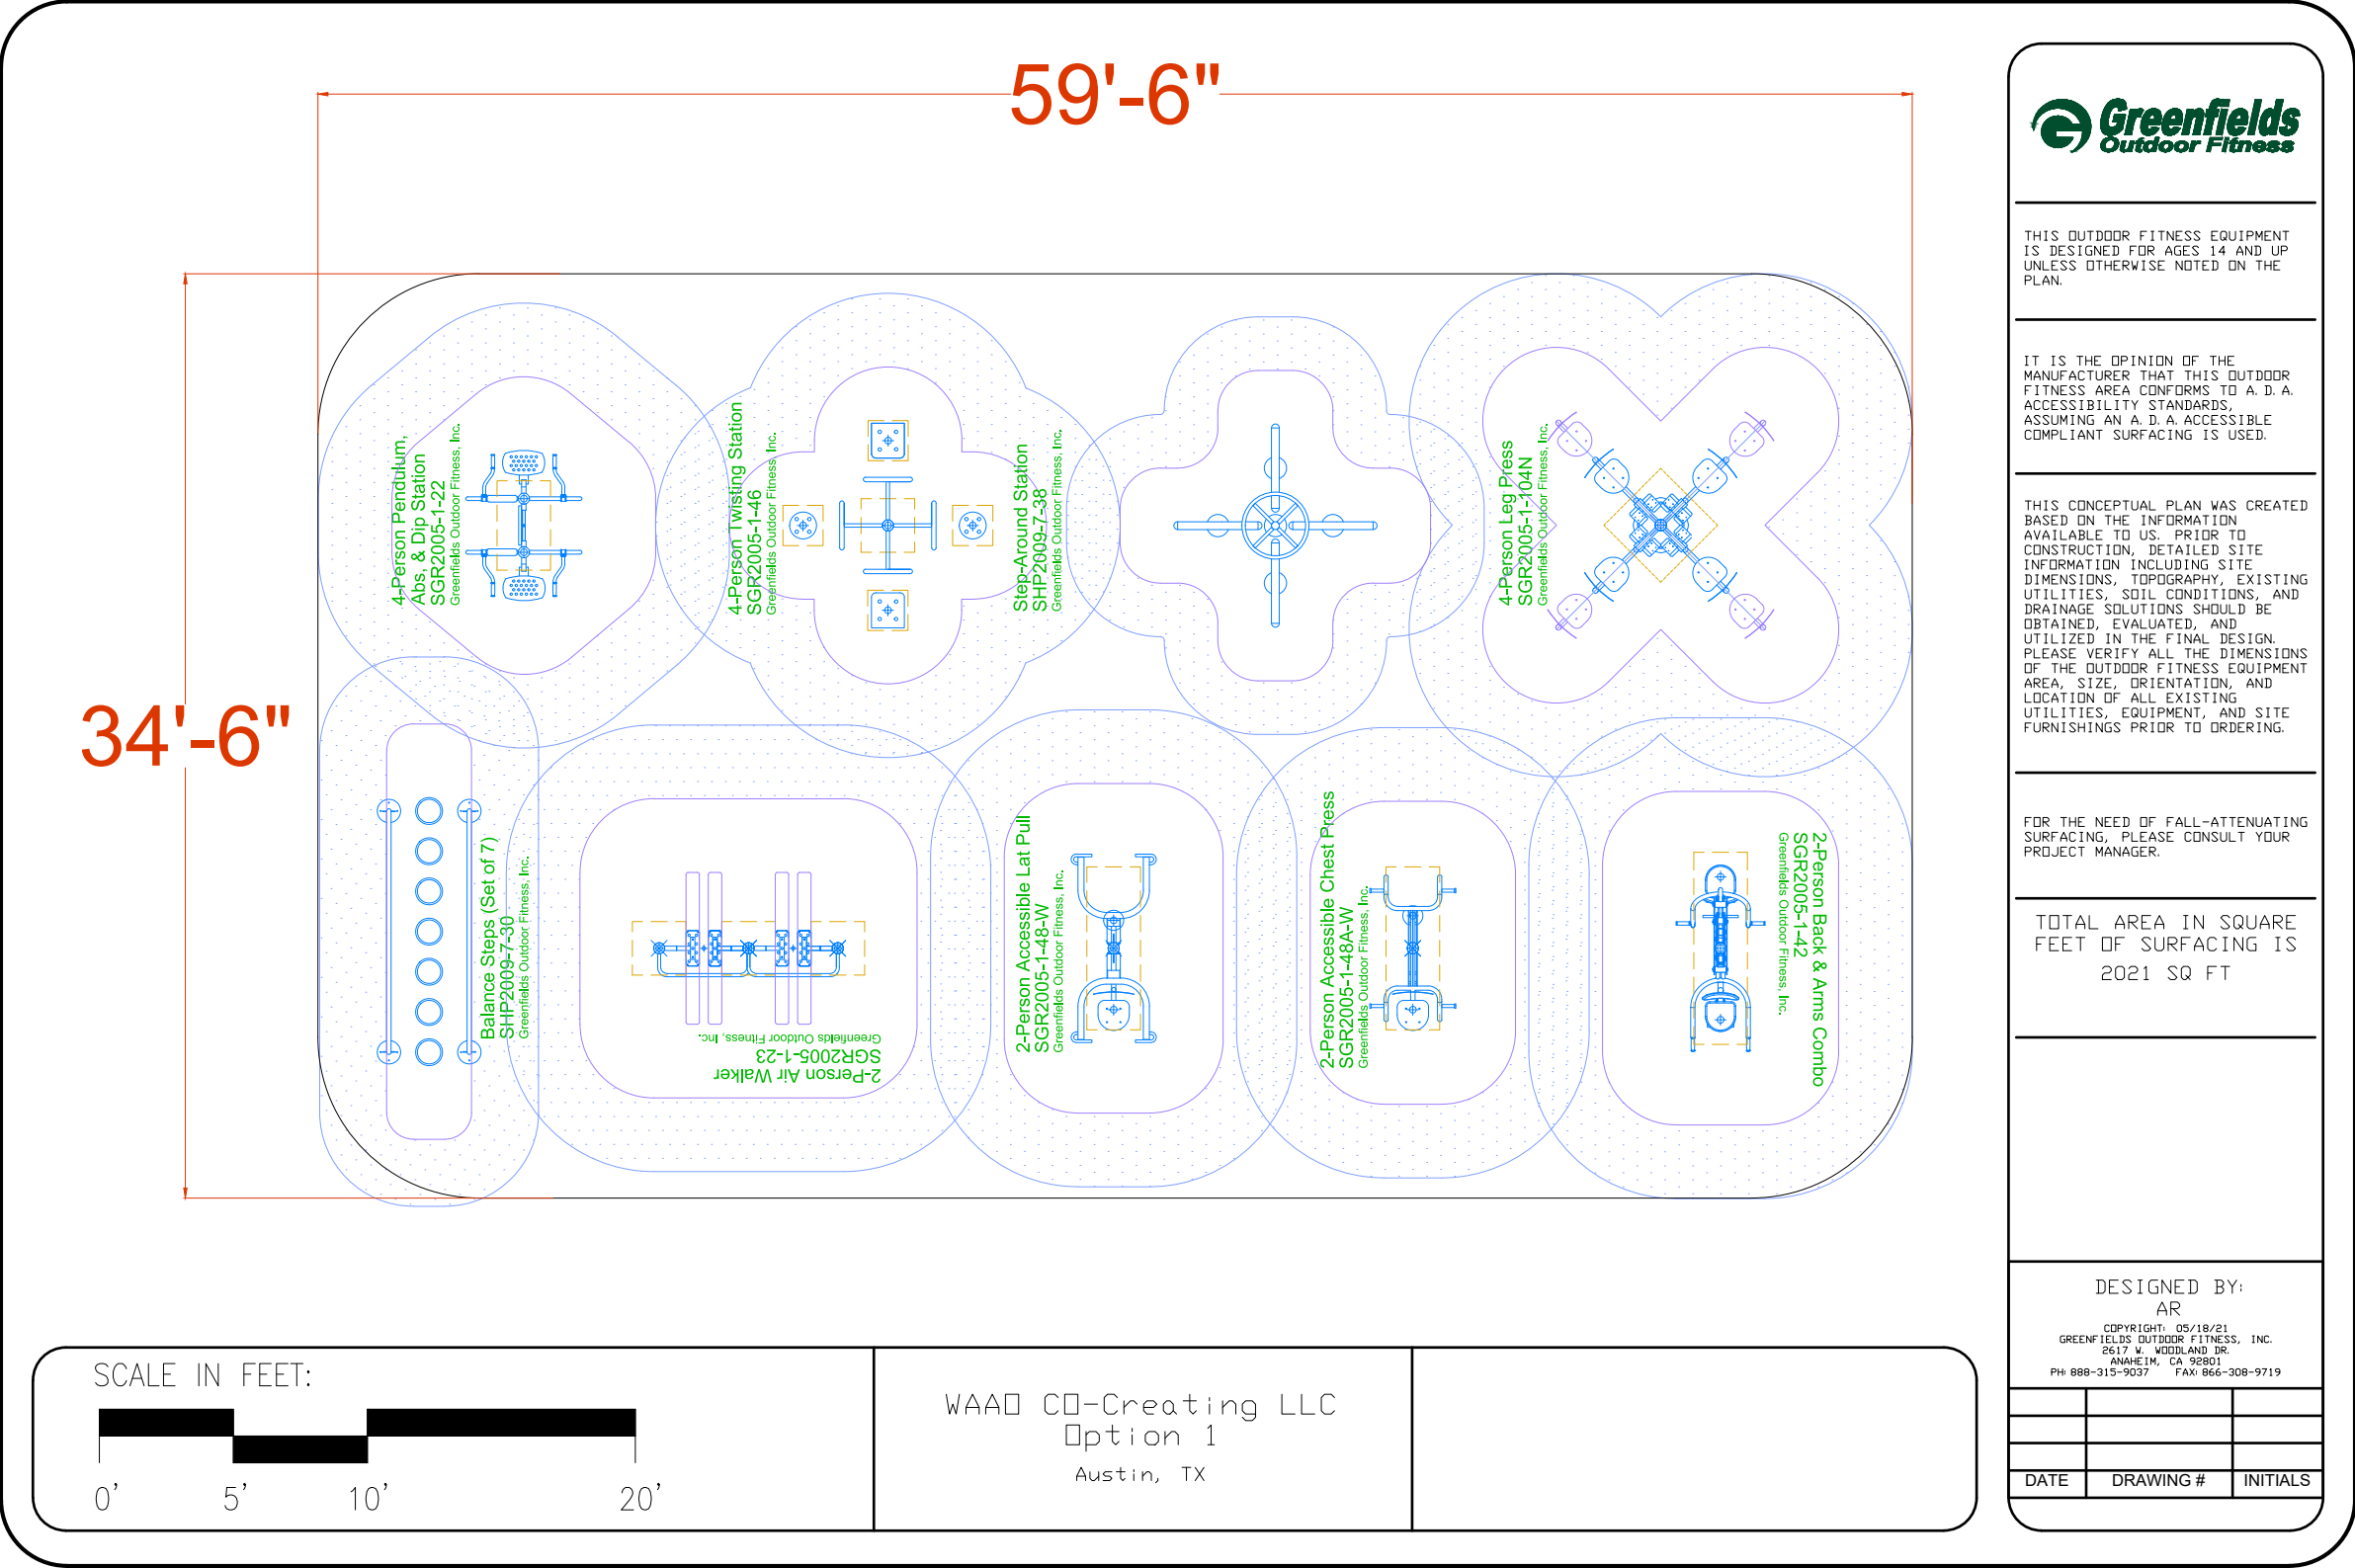 59'-6"
34'-6"
4-Person Pendulum,
Abs, & Dip Station
SGR2005-1-22
Greenfields Outdoor Fitness, Inc.
4-Person Twisting Station
SGR2005-1-46
Greenfields Outdoor Fitness, Inc.
Step-Around Station
SHP2009-7-38
Greenfields Outdoor Fitness, Inc.
4-Person Leg Press
SGR2005-1-104N
Greenfields Outdoor Fitness, Inc.
Balance Steps (Set of 7)
SHP2009-7-30
Greenfields Outdoor Fitness, Inc.
2-Person Air Walker
SGR2005-1-23
Greenfields Outdoor Fitness, Inc.
2-Person Accessible Lat Pull
SGR2005-1-48-W
Greenfields Outdoor Fitness, Inc.
2-Person Accessible Chest Press
SGR2005-1-48A-W
Greenfields Outdoor Fitness, Inc.
2-Person Back & Arms Combo
SGR2005-1-42
Greenfields Outdoor Fitness, Inc.
SCALE IN FEET:
0' 5' 10' 20'
WAAO CO-Creating LLC
Option 1
Austin, TX
Greenfields
Outdoor Fitness
THIS OUTDOOR FITNESS EQUIPMENT
IS DESIGNED FOR AGES 14 AND UP
UNLESS OTHERWISE NOTED ON THE
PLAN.
IT IS THE OPINION OF THE
MANUFACTURER THAT THIS OUTDOOR
FITNESS AREA CONFORMS TO A.D.A.
ACCESSIBILITY STANDARDS,
ASSUMING AN A.D.A. ACCESSIBLE
COMPLIANT SURFACING IS USED.
THIS CONCEPTUAL PLAN WAS CREATED
BASED ON THE INFORMATION
AVAILABLE TO US. PRIOR TO
CONSTRUCTION, DETAILED SITE
INFORMATION INCLUDING SITE
DIMENSIONS, TOPOGRAPHY, EXISTING
UTILITIES, SOIL CONDITIONS, AND
DRAINAGE SOLUTIONS SHOULD BE
OBTAINED, EVALUATED, AND
UTILIZED IN THE FINAL DESIGN.
PLEASE VERIFY ALL THE DIMENSIONS
OF THE OUTDOOR FITNESS EQUIPMENT
AREA, SIZE, ORIENTATION, AND
LOCATION OF ALL EXISTING
UTILITIES, EQUIPMENT, AND SITE
FURNISHINGS PRIOR TO ORDERING.
FOR THE NEED OF FALL-ATTENUATING
SURFACING, PLEASE CONSULT YOUR
PROJECT MANAGER.
TOTAL AREA IN SQUARE
FEET OF SURFACING IS
2021 SQ FT
DESIGNED BY:
AR
COPYRIGHT: 05/18/21
GREENFIELDS OUTDOOR FITNESS, INC.
2617 W. WOODLAND DR.
ANAHEIM, CA 92801
PH: 888-315-9037 FAX: 866-308-9719
DATE DRAWING # INITIALS